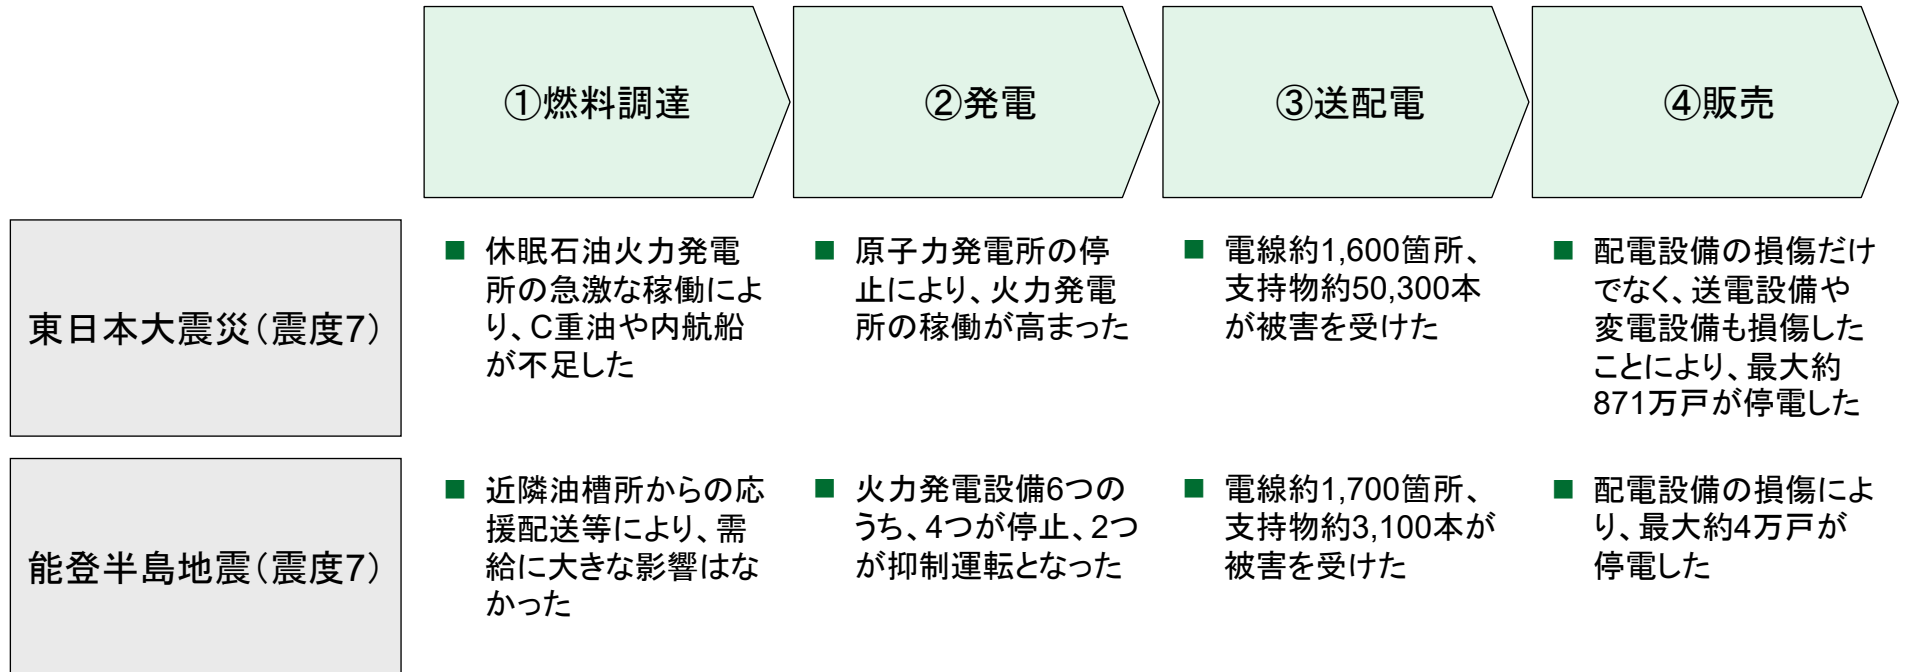 ①燃料調達
②発電
③送配電
④販売
東日本大震災（震度7）
■ 休眠石油火力発電
所の急激な稼働によ
り、C重油や内航船
が不足した
■ 原子力発電所の停
止により、火力発電
所の稼働が高まった
■ 電線約1,600箇所、
支持物約50,300本
が被害を受けた
■ 配電設備の損傷だけ
でなく、送電設備や
変電設備も損傷した
ことにより、最大約
871万戸が停電した
能登半島地震（震度7）
■ 近隣油槽所からの応
援配送等により、需
給に大きな影響はな
かった
■ 火力発電設備6つの
うち、4つが停止、2つ
が抑制運転となった
■ 電線約1,700箇所、
支持物約3,100本が
被害を受けた
■ 配電設備の損傷によ
り、最大約4万戸が
停電した